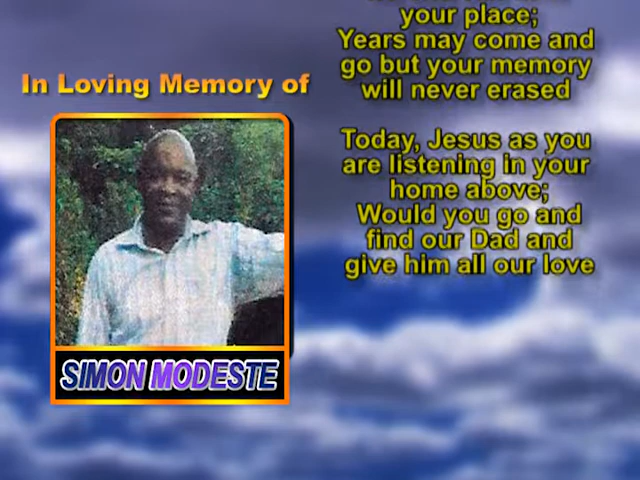 your place;
Years may come and
go but your memory
will never erased
Today, Jesus as you
are listening in your
home above;
Would you go and
find our Dad and
give him all our love
In Loving Memory of
SIMON MODESTE